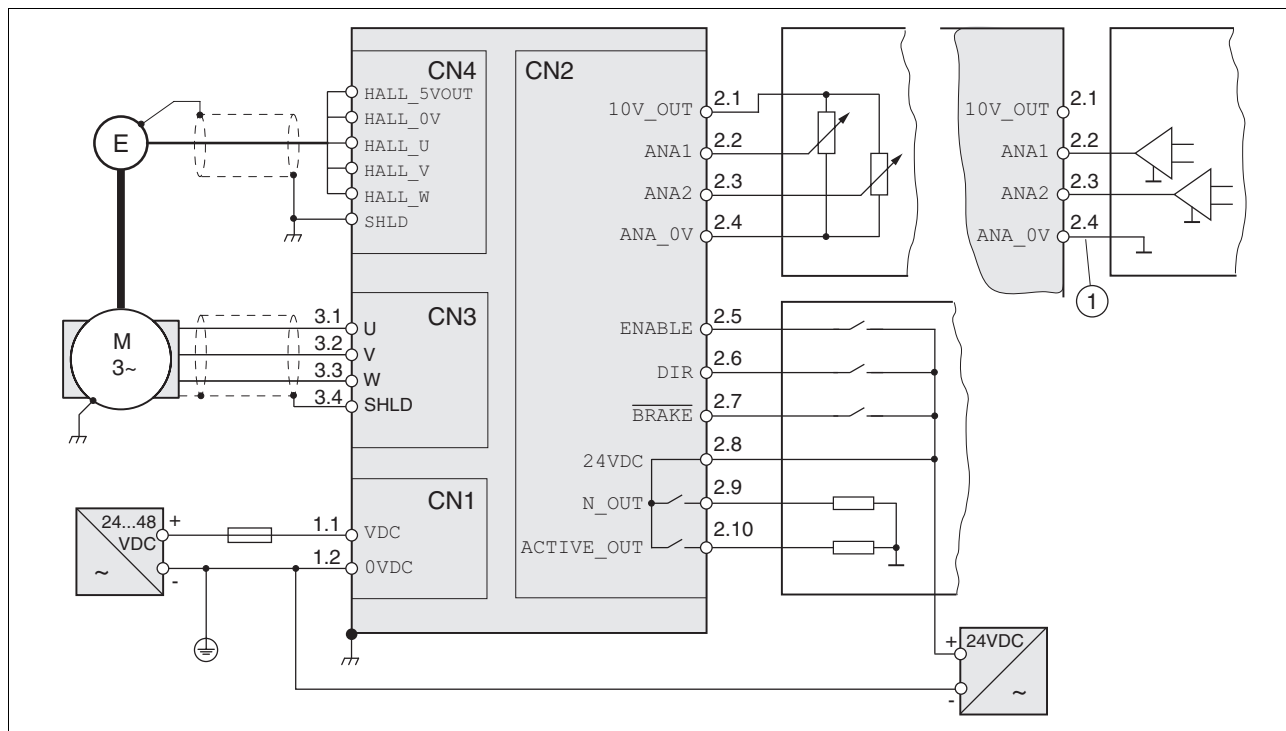 CN4
HALL_5VOUT
HALL_0V
HALL_U
HALL_V
HALL_W
SHLD
E
M
3~
CN3
3.1 U
3.2 V
3.3 W
3.4 SHLD
CN1
24...48
VDC
~
+
-
1.1 VDC
1.2 0VDC
CN2
10V_OUT 2.1
ANA1 2.2
ANA2 2.3
ANA_0V 2.4
ENABLE 2.5
DIR 2.6
BRAKE 2.7
24VDC 2.8
N_OUT 2.9
ACTIVE_OUT 2.10
10V_OUT 2.1
ANA1 2.2
ANA2 2.3
ANA_0V 2.4
1
+
24VDC
-
~